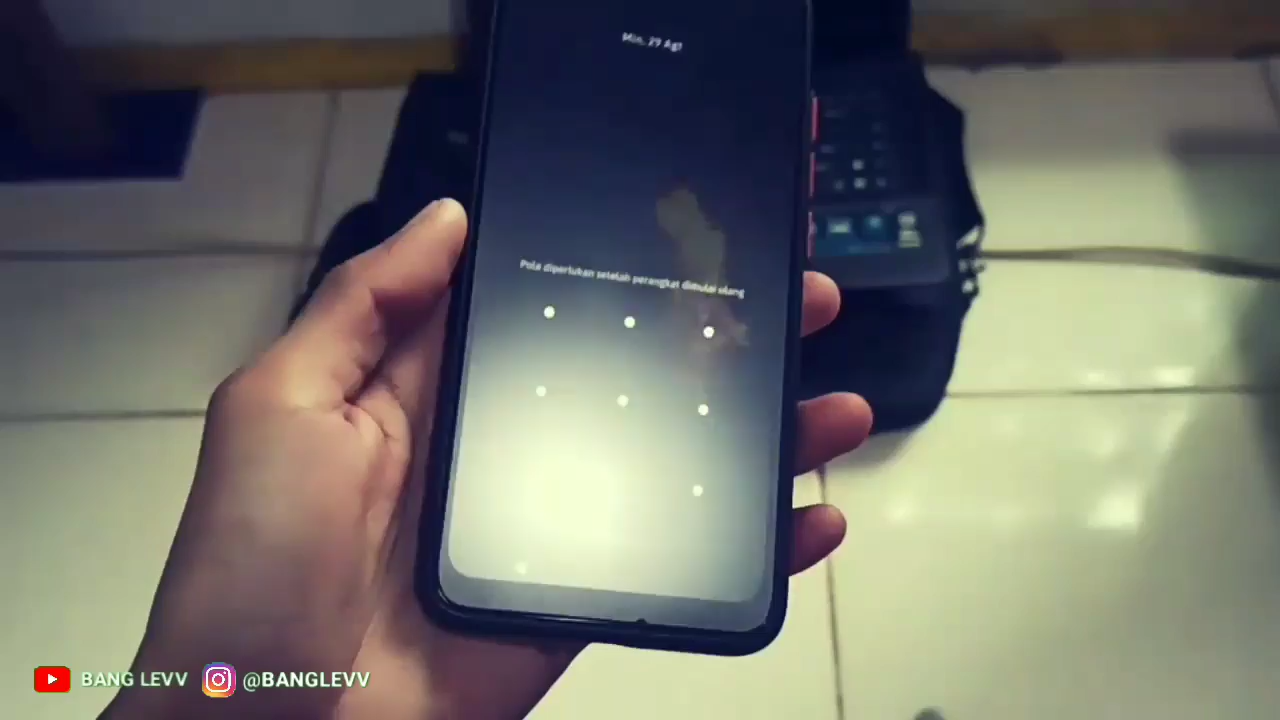 Min, 29 Agt
Pola diperlukan setelah perangkat dimulai ulang
BANG LEVV @BANGLEVV